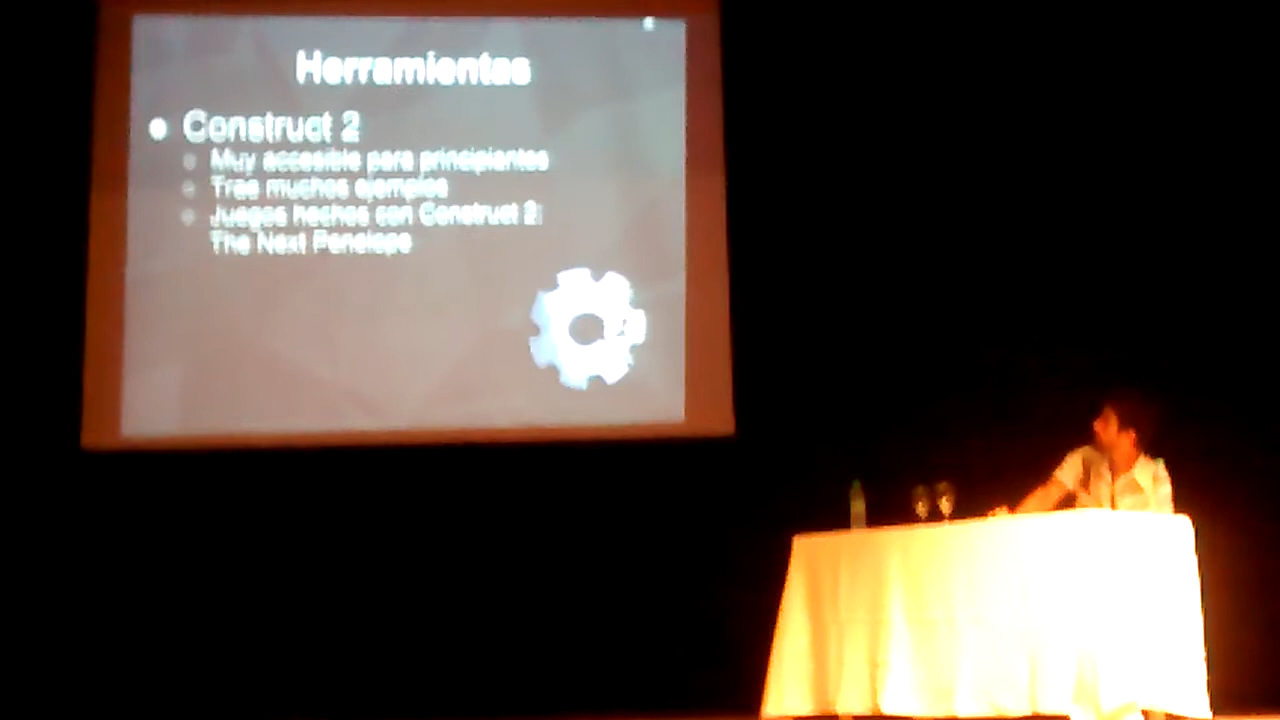 Herramientas
Construct 2
Muy accesible para principiantes
Trae muchos ejemplos
Juegos hechos con Construct 2:
The Next Penelope